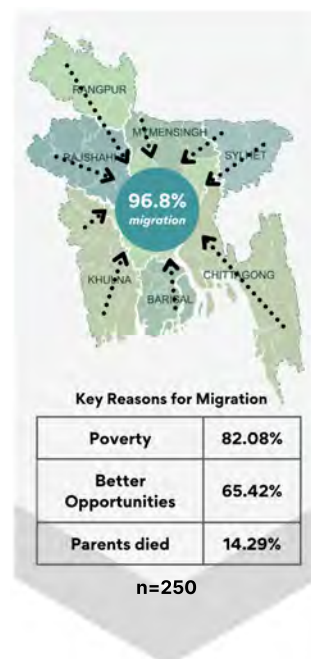 RANGPUR
MYMENSINGH
RAJSHAHI
SYLHET
96.8%
migration
KHULNA
CHITTAGONG
BARISAL
Key Reasons for Migration
Poverty 82.08%
Better
Opportunities 65.42%
Parents died 14.29%
n=250